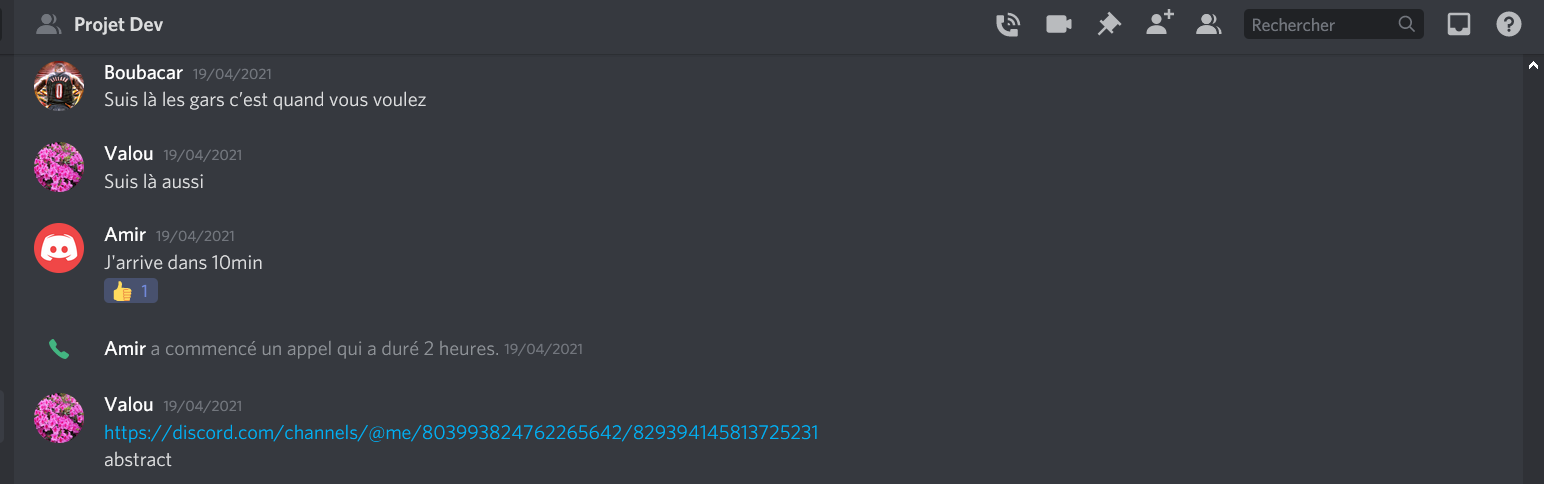 Projet Dev
Rechercher
Boubacar 19/04/2021
Suis là les gars c’est quand vous voulez
Valou 19/04/2021
Suis là aussi
Amir 19/04/2021
J'arrive dans 10min
👍 1
Amir a commencé un appel qui a duré 2 heures. 19/04/2021
Valou 19/04/2021
https://discord.com/channels/@me/803993824762265642/829394145813725231
abstract